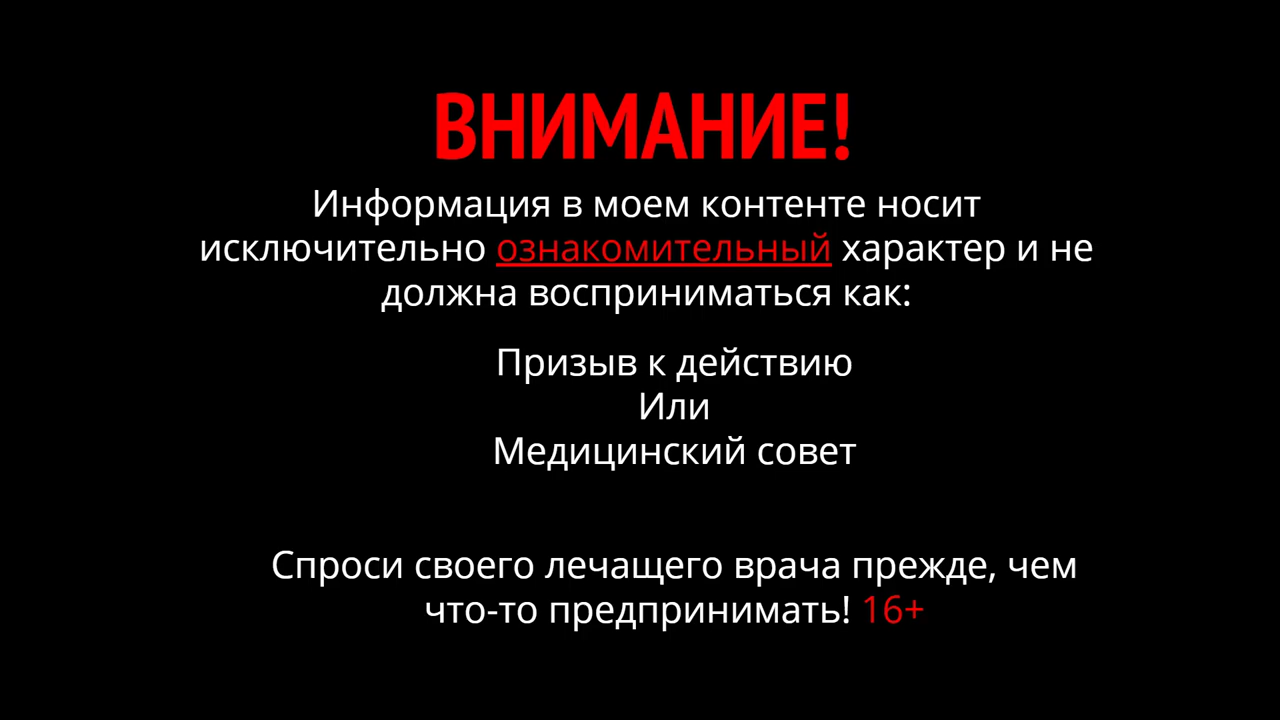 ВНИМАНИЕ!
Информация в моем контенте носит
исключительно ознакомительный характер и не
должна восприниматься как:
Призыв к действию
Или
Медицинский совет
Спроси своего лечащего врача прежде, чем
что-то предпринимать! 16+